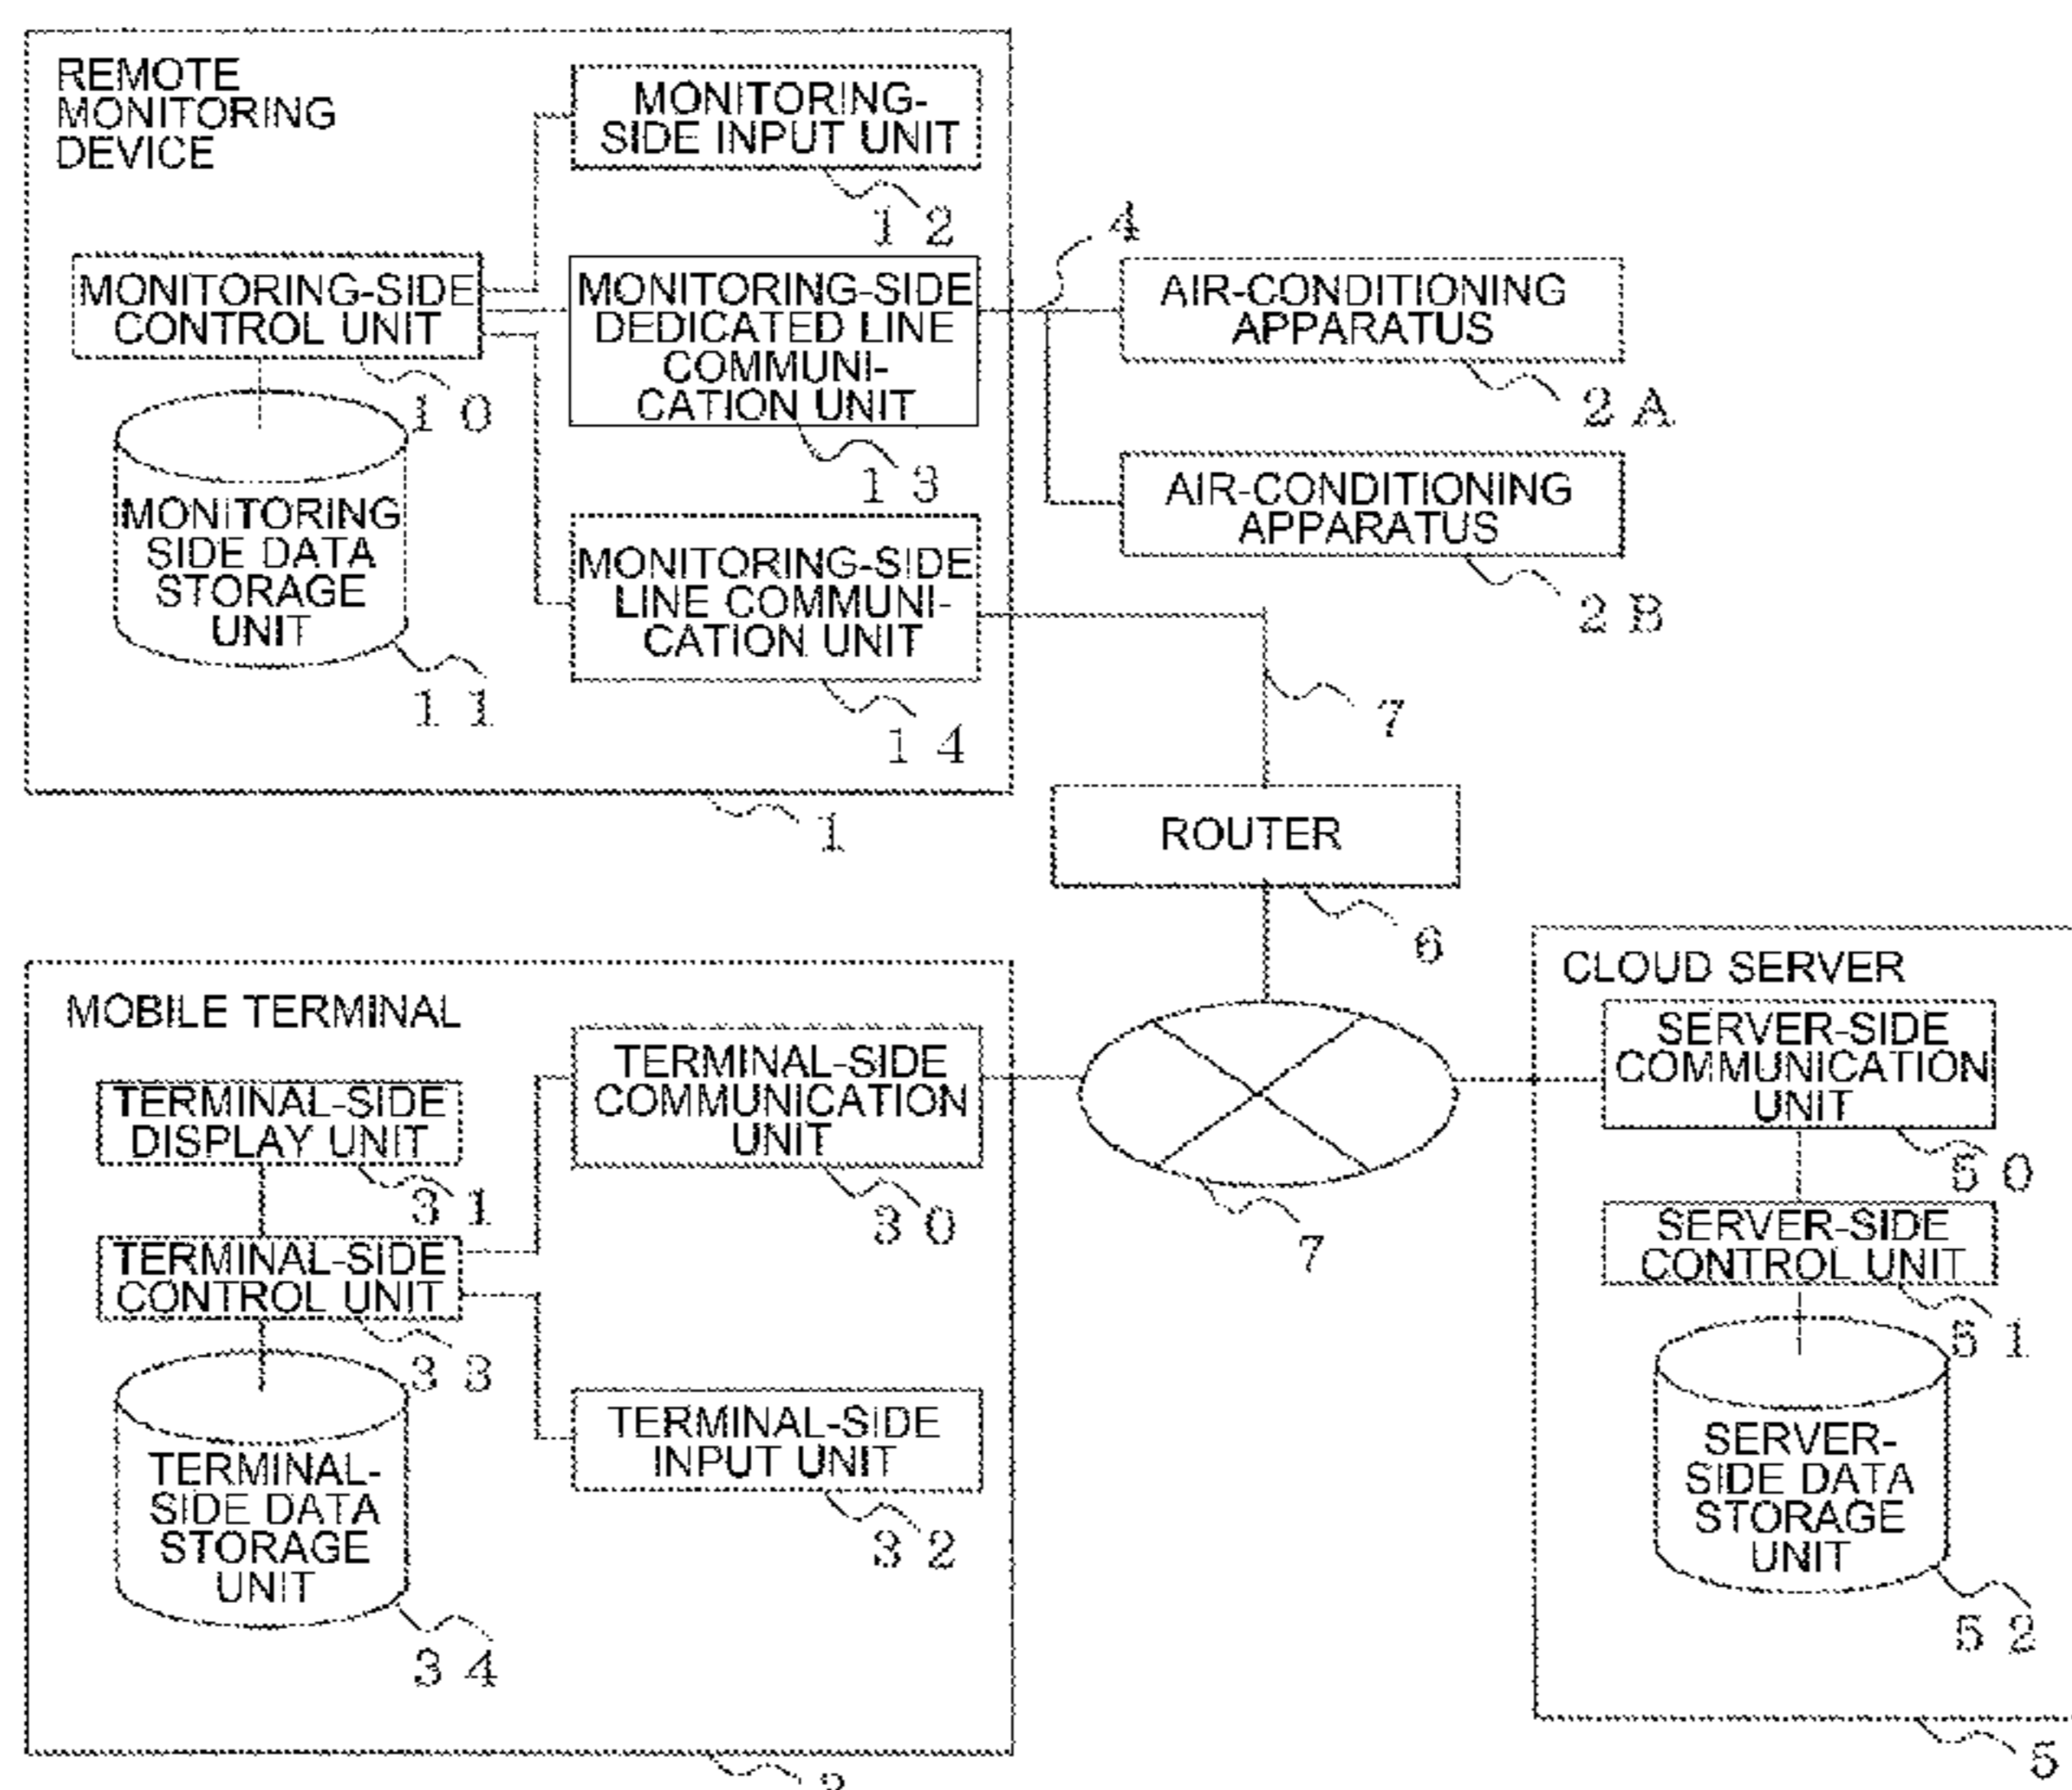 REMOTE
MONITORING
DEVICE
MONITORING-
SIDE INPUT UNIT
12
MONITORING-SIDE
CONTROL UNIT
10
MONITORING-SIDE
DEDICATED LINE
COMMUNI-
CATION UNIT
13
4
AIR-CONDITIONING
APPARATUS
2A
AIR-CONDITIONING
APPARATUS
2B
MONITORING
SIDE DATA
STORAGE
UNIT
11
MONITORING-SIDE
LINE COMMUNI-
CATION UNIT
14
7
1
ROUTER
6
MOBILE TERMINAL
TERMINAL-SIDE
DISPLAY UNIT
31
TERMINAL-SIDE
COMMUNICATION
UNIT
30
TERMINAL-SIDE
CONTROL UNIT
33
TERMINAL-SIDE
INPUT UNIT
32
TERMINAL-
SIDE DATA
STORAGE
UNIT
34
7
CLOUD SERVER
SERVER-SIDE
COMMUNICATION
UNIT
50
SERVER-SIDE
CONTROL UNIT
51
SERVER-
SIDE DATA
STORAGE
UNIT
52
5